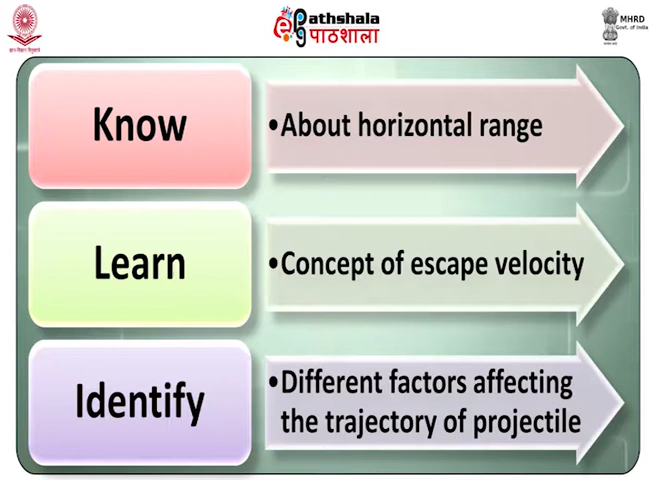 ePG athshala
पाठशाला
MHRD
Govt. of India
Know
•About horizontal range
Learn
•Concept of escape velocity
Identify
•Different factors affecting
the trajectory of projectile